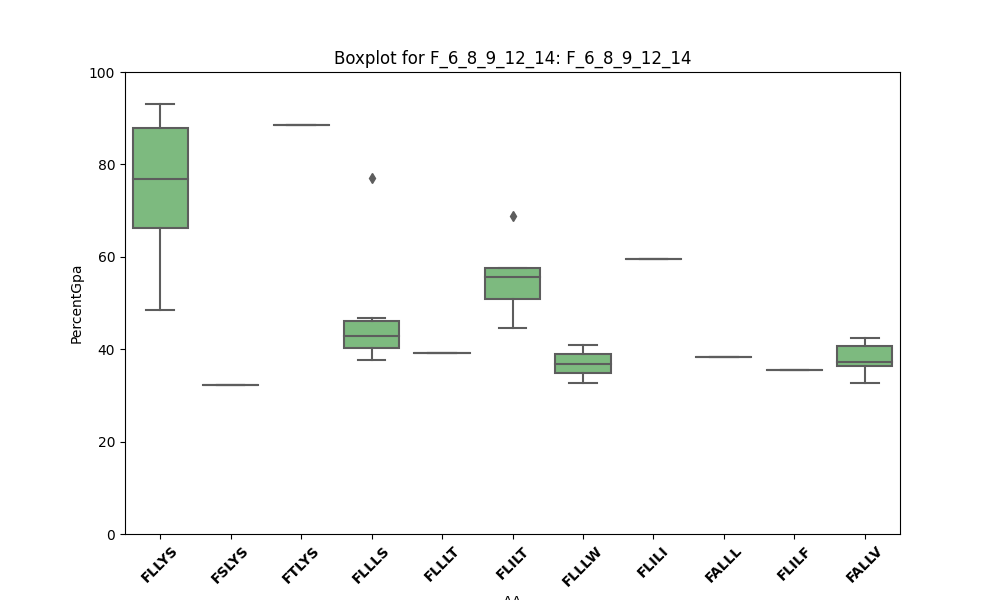 Boxplot for F_6_8_9_12_14: F_6_8_9_12_14
100
80
60
40
20
0
PercentGpa
FLLYS
FSLYS
FTLYS
FLLLS
FLLLT
FLILT
FLLLW
FLILI
FALLL
FLILF
FALLV